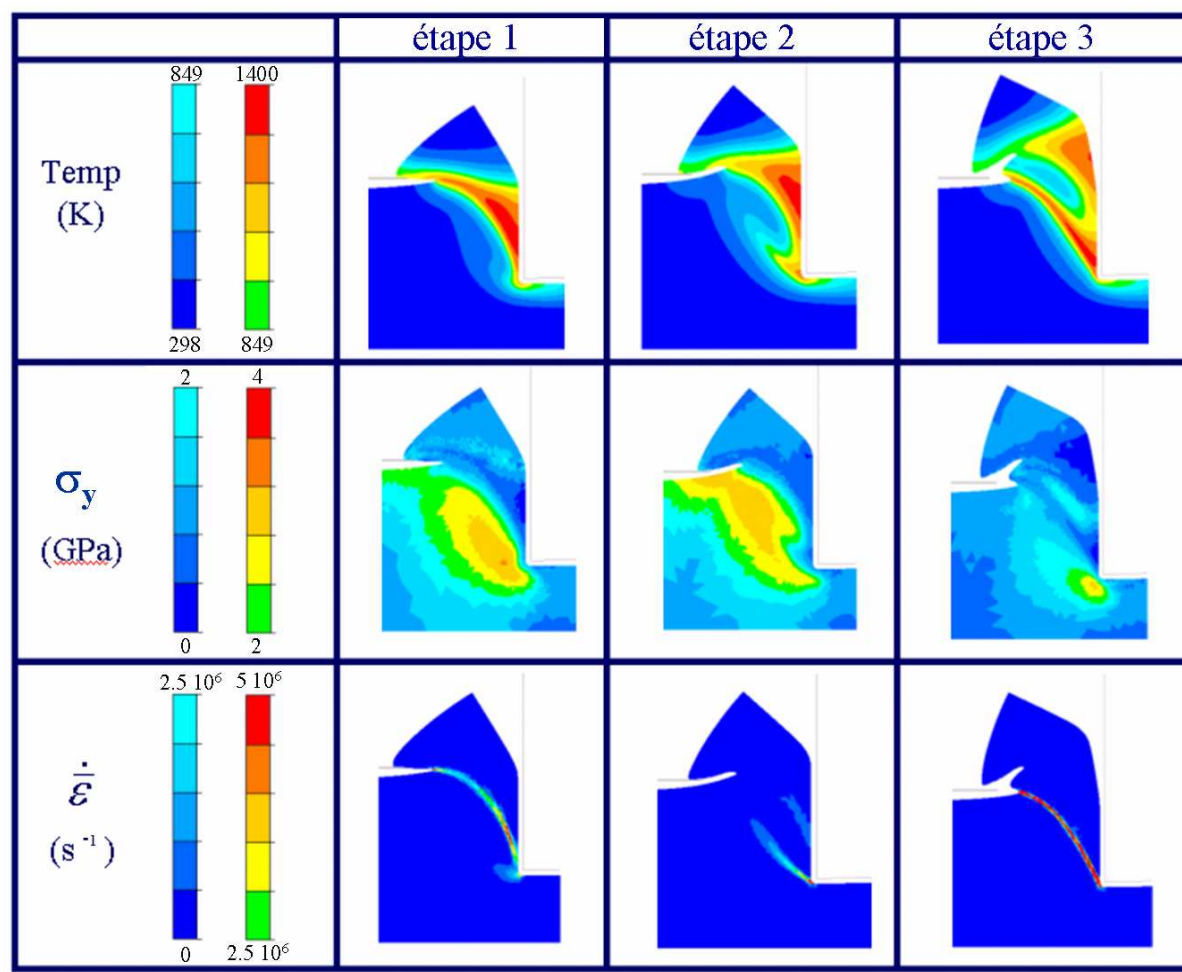 étape 1 étape 2 étape 3
849 1400
Temp
(K)
298 849
2 4
σy
(GPa)
0 2
2.5 10⁶ 5 10⁶
ε̇
(s⁻¹)
0 2.5 10⁶